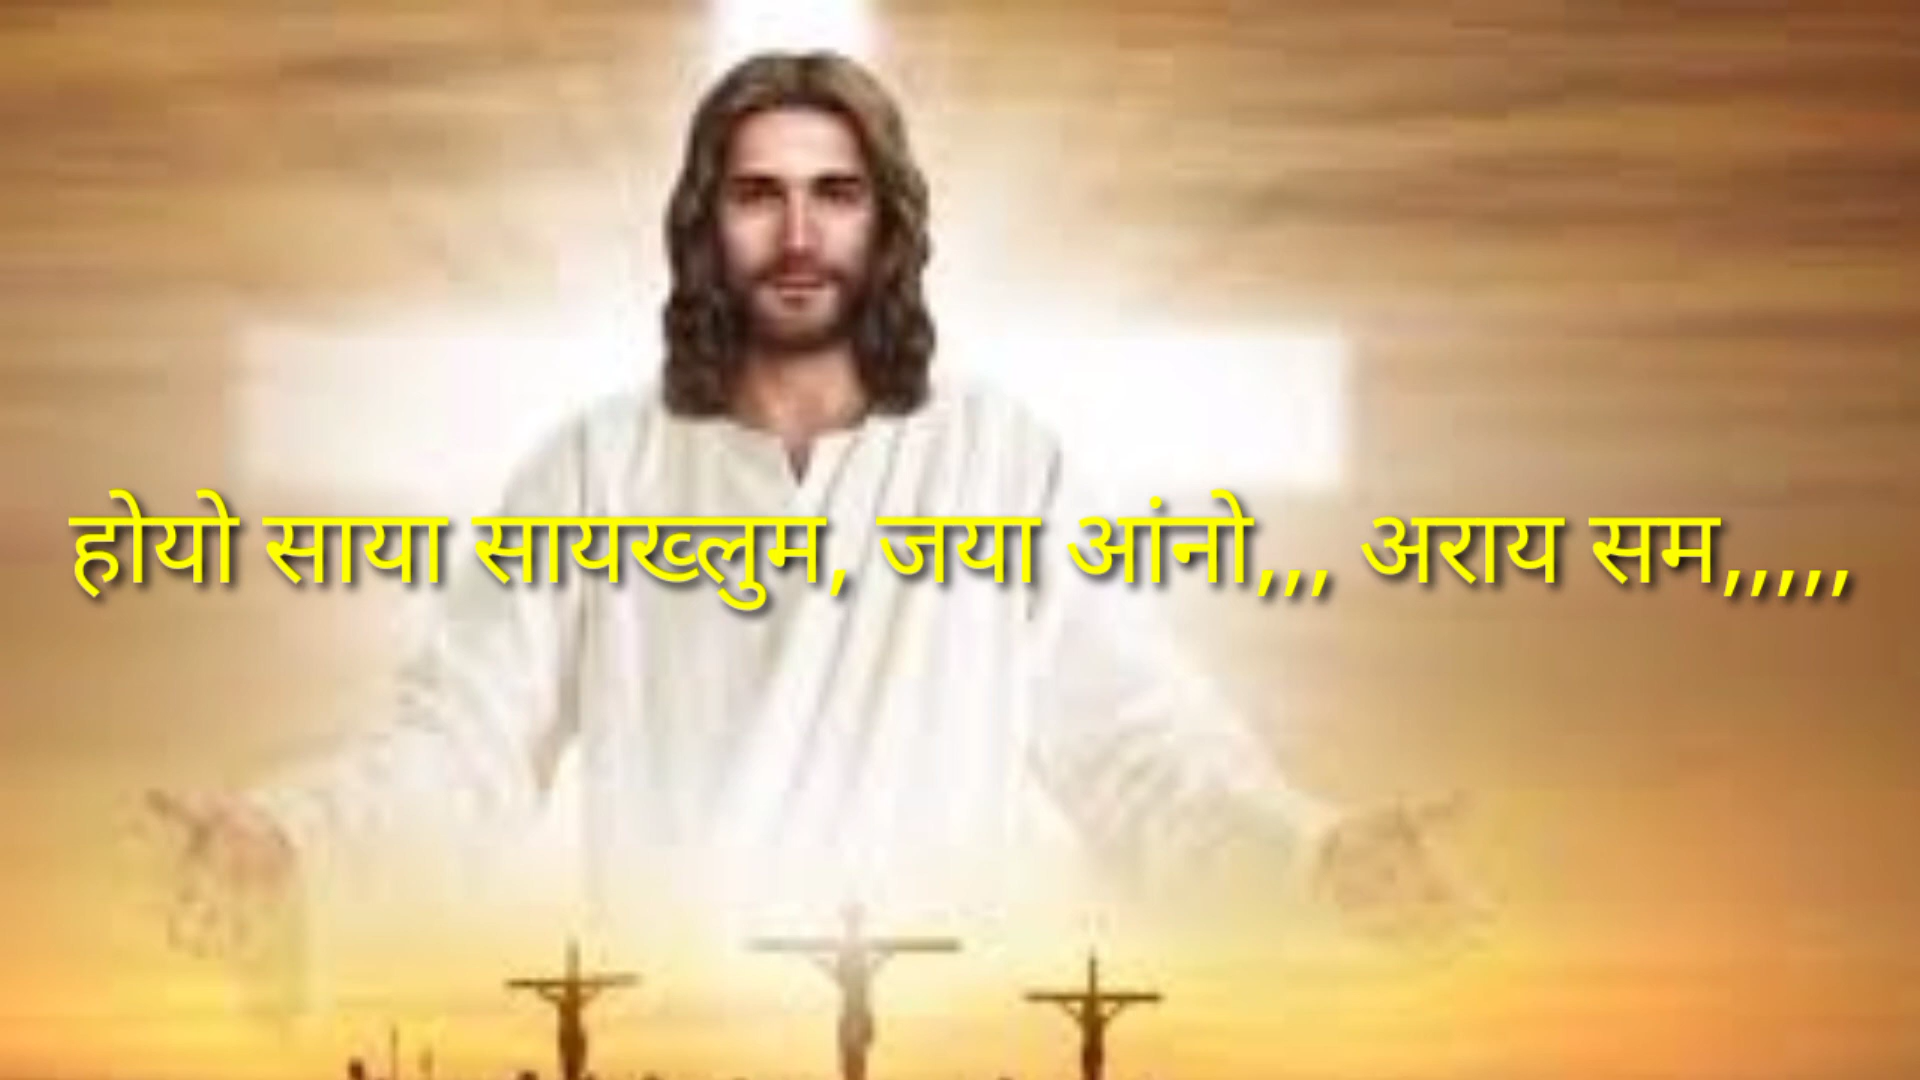 होयो साया सायख्लुम, जया आंनो,,, अराय सम,,,,,